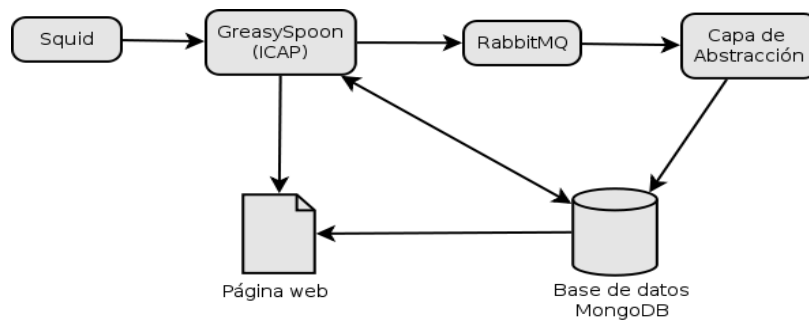 Squid
GreasySpoon
(ICAP)
RabbitMQ
Capa de
Abstracción
Página web
Base de datos
MongoDB